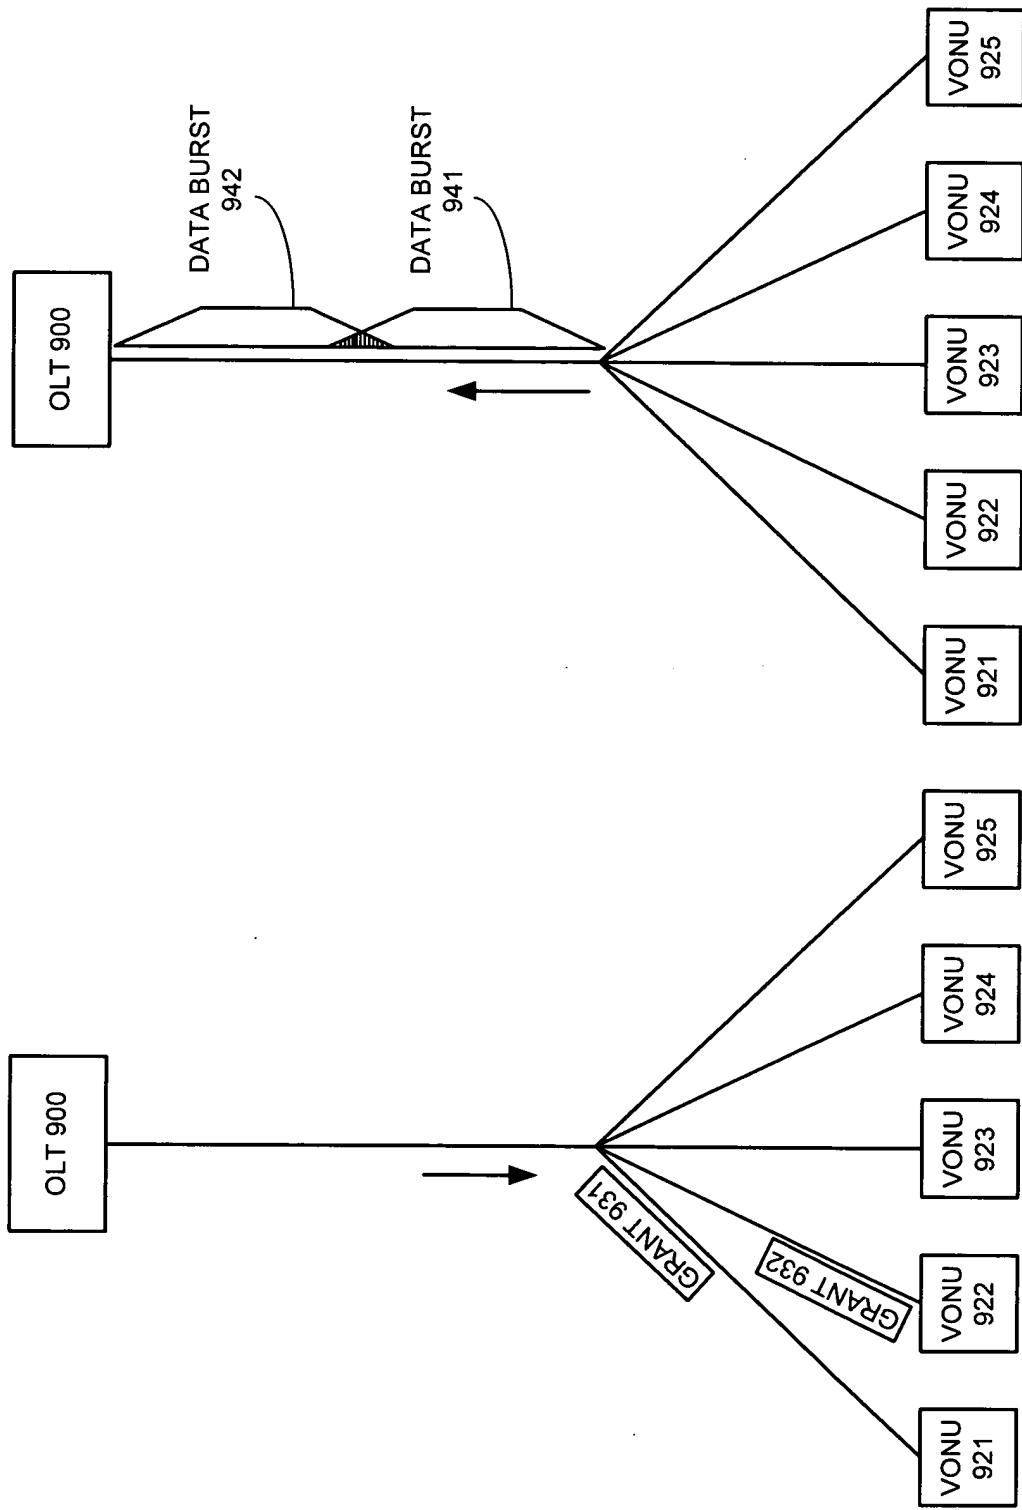 OLT 900
GRANT 931
GRANT 932
VONU
921
VONU
922
VONU
923
VONU
924
VONU
925
OLT 900
DATA BURST
942
DATA BURST
941
VONU
921
VONU
922
VONU
923
VONU
924
VONU
925